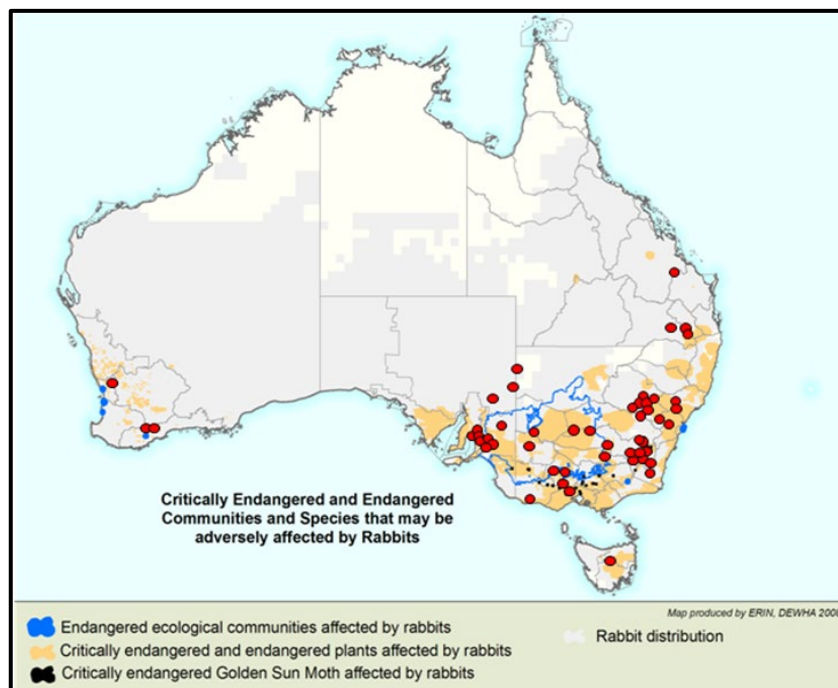 Critically Endangered and Endangered
Communities and Species that may be
adversely affected by Rabbits
Map produced by ERIN, DEWHA 2008
Endangered ecological communities affected by rabbits
Rabbit distribution
Critically endangered and endangered plants affected by rabbits
Critically endangered Golden Sun Moth affected by rabbits